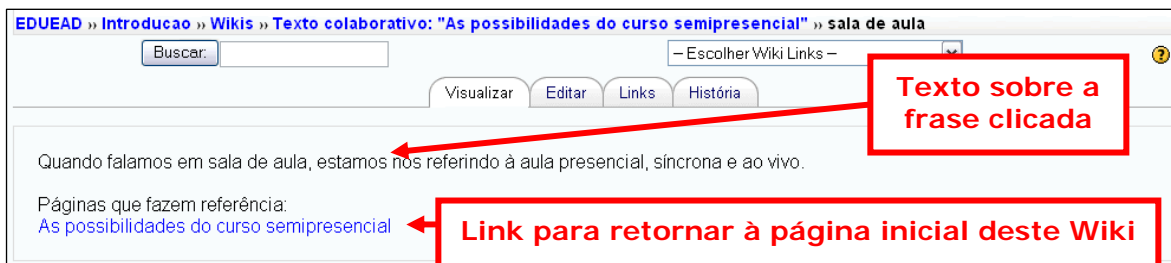 EDUEAD » Introducao » Wikis » Texto colaborativo: "As possibilidades do curso semipresencial" » sala de aula
Buscar:
-- Escolher Wiki Links --
?
Visualizar Editar Links História
Texto sobre a
frase clicada
Quando falamos em sala de aula, estamos nos referindo à aula presencial, síncrona e ao vivo.
Páginas que fazem referência:
As possibilidades do curso semipresencial
Link para retornar à página inicial deste Wiki